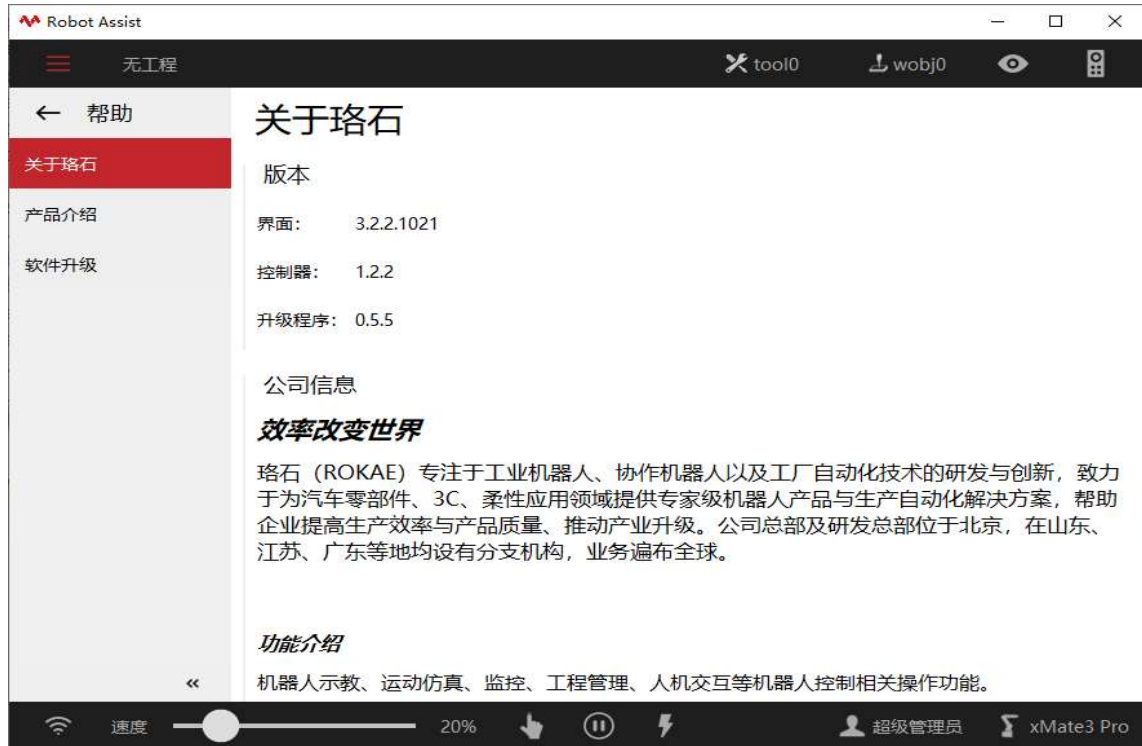 Robot Assist
无工程
tool0
wobj0
帮助
关于珞石
产品介绍
软件升级
«
关于珞石
版本
界面： 3.2.2.1021
控制器： 1.2.2
升级程序： 0.5.5
公司信息
效率改变世界
珞石（ROKAE）专注于工业机器人、协作机器人以及工厂自动化技术的研发与创新，致力
于为汽车零部件、3C、柔性应用领域提供专家级机器人产品与生产自动化解决方案，帮助
企业提高生产效率与产品质量、推动产业升级。公司总部及研发总部位于北京，在山东、
江苏、广东等地均设有分支机构，业务遍布全球。
功能介绍
机器人示教、运动仿真、监控、工程管理、人机交互等机器人控制相关操作功能。
速度
20%
超级管理员
xMate3 Pro